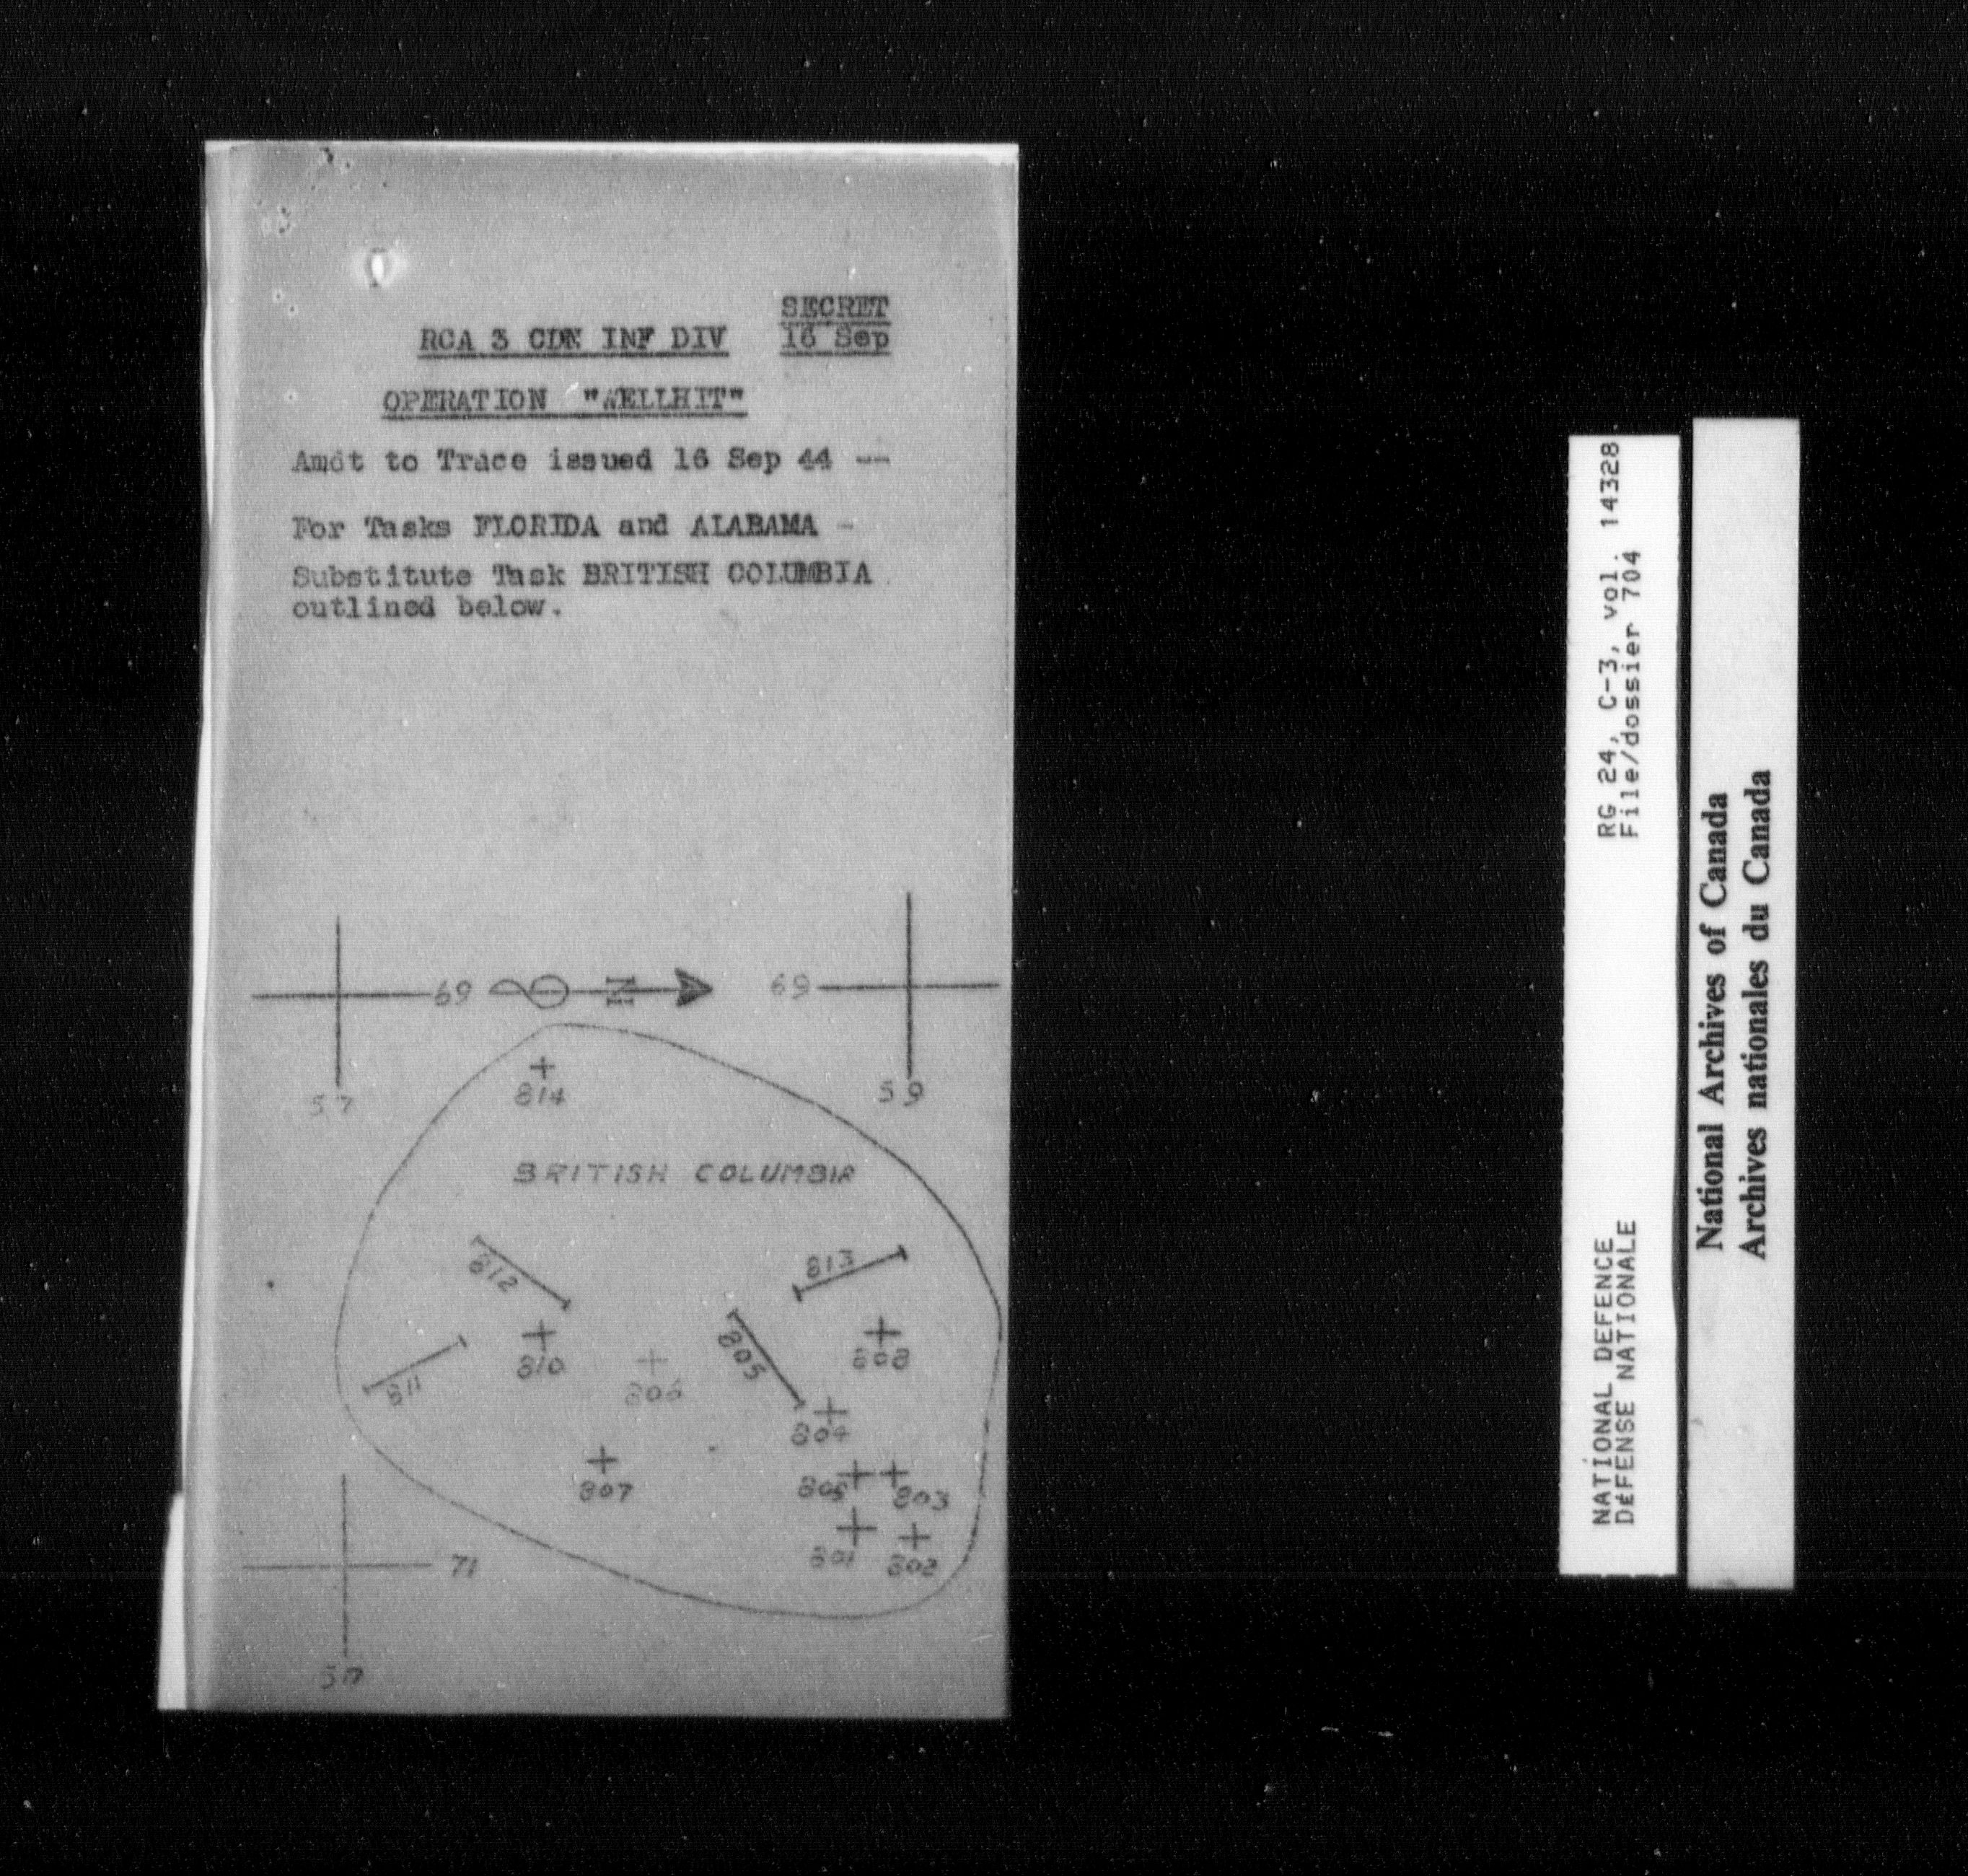 SECRET
RCA 3 CDN INF DIV 16 Sep
OPERATION "WELLHIT"
Amdt to Trace issued 16 Sep 44 --
For Tasks FLORIDA and ALABAMA -
Substitute Task BRITISH COLUMBIA
outlined below.
69 N 69
57 59
814
BRITISH COLUMBIA
812 813
805 808
811 810 806
804
807 803
801 802
71
RG 24, C-3, vol. 14328
File/dossier 704
NATIONAL DEFENCE
DÉFENSE NATIONALE
National Archives of Canada
Archives nationales du Canada